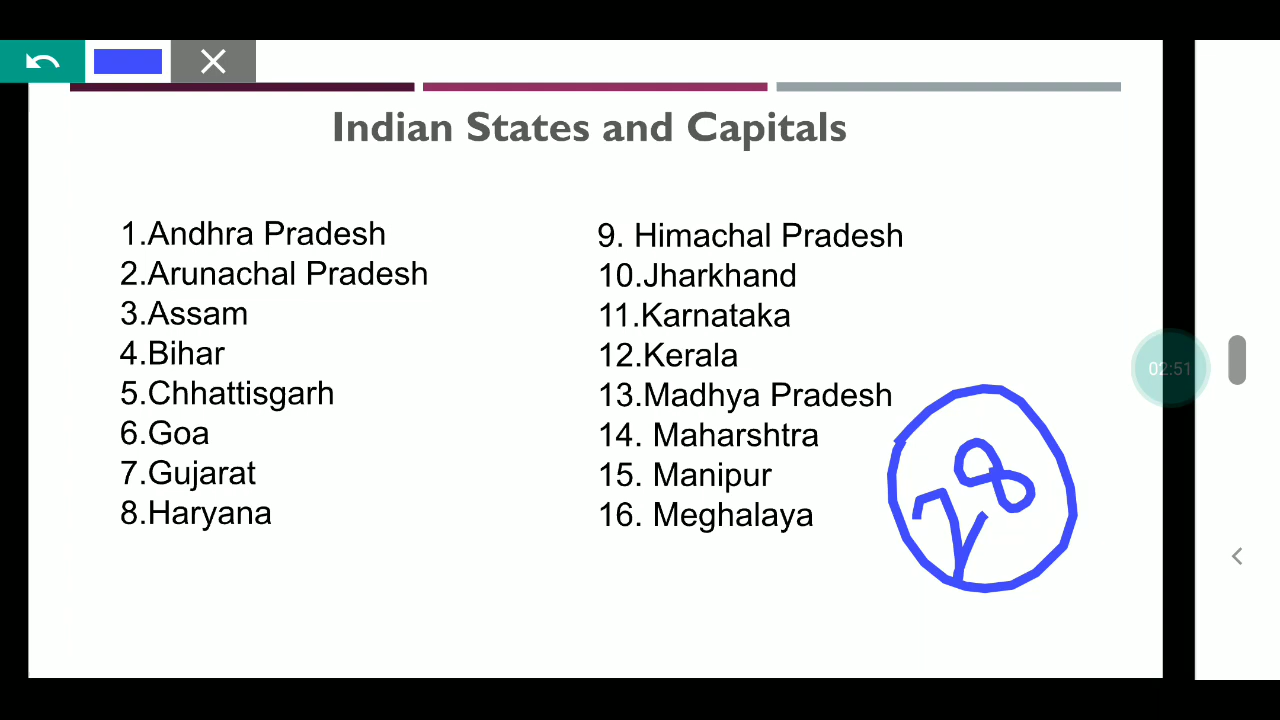 Indian States and Capitals
1.Andhra Pradesh
2.Arunachal Pradesh
3.Assam
4.Bihar
5.Chhattisgarh
6.Goa
7.Gujarat
8.Haryana
9. Himachal Pradesh
10.Jharkhand
11.Karnataka
12.Kerala
13.Madhya Pradesh
14. Maharshtra
15. Manipur
16. Meghalaya
28
02:51